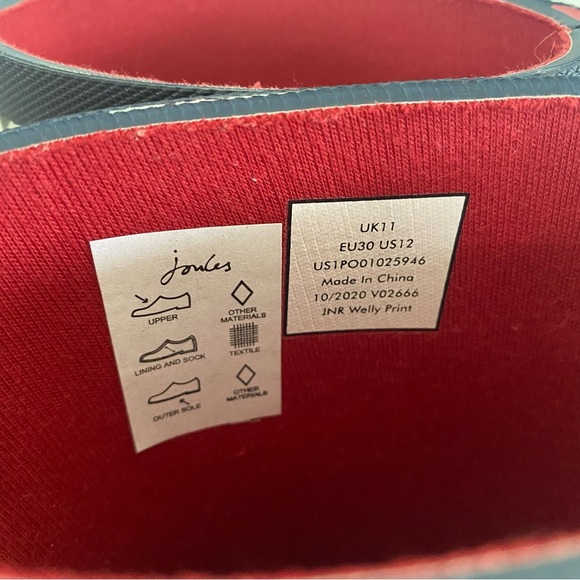 joules
UPPER
OTHER
MATERIALS
LINING AND SOCK
TEXTILE
OUTER SOLE
OTHER
MATERIALS
UK11
EU30 US12
US1PO01025946
Made In China
10/2020 V02666
JNR Welly Print